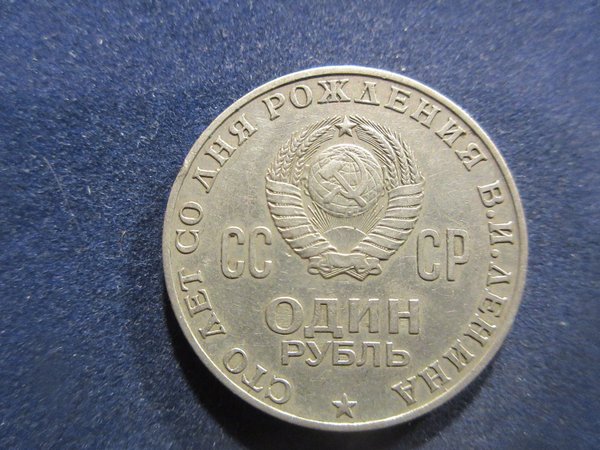 СТО ЛЕТ СО ДНЯ РОЖДЕНИЯ В.И.ЛЕНИНА
СС СР
ОДИН
РУБЛЬ